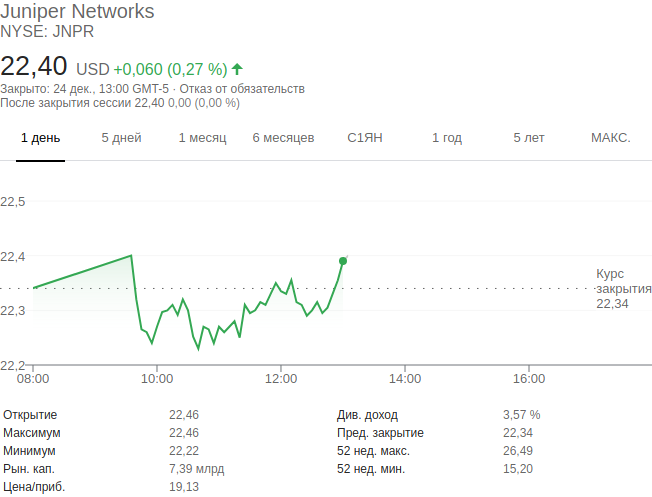 Juniper Networks
NYSE: JNPR
22,40 USD +0,060 (0,27 %)
Закрыто: 24 дек., 13:00 GMT-5 · Отказ от обязательств
После закрытия сессии 22,40 0,00 (0,00 %)
1 день 5 дней 1 месяц 6 месяцев С1ЯН 1 год 5 лет МАКС.
22,5
22,4
Курс
закрытия
22,34
22,3
22,2
08:00 10:00 12:00 14:00 16:00
Открытие 22,46 Див. доход 3,57 %
Максимум 22,46 Пред. закрытие 22,34
Минимум 22,22 52 нед. макс. 26,49
Рын. кап. 7,39 млрд 52 нед. мин. 15,20
Цена/приб. 19,13